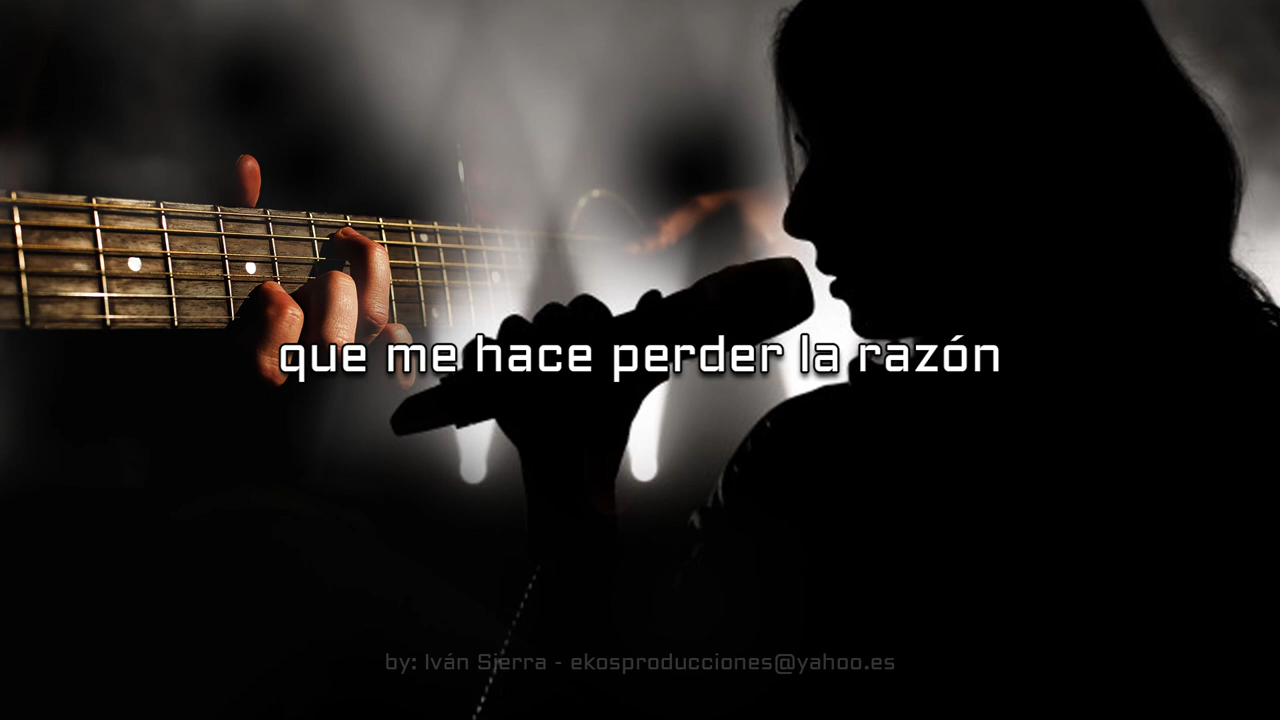 que me hace perder la razón
by: Iván Sierra - ekosproducciones@yahoo.es